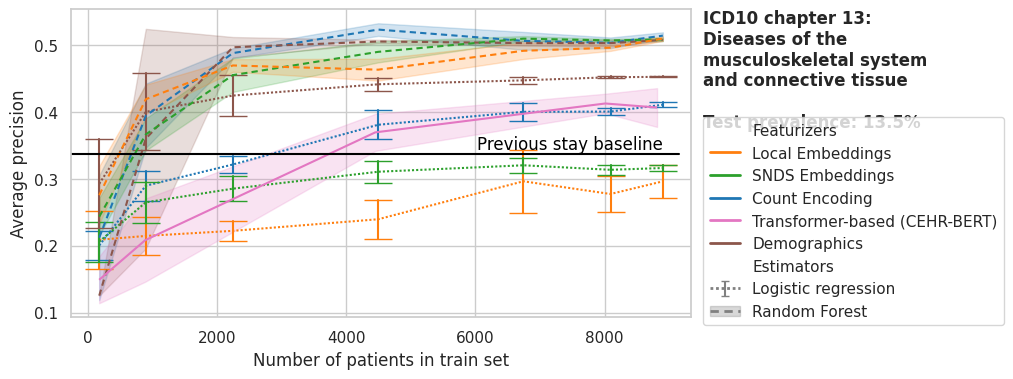 ICD10 chapter 13:
Diseases of the
musculoskeletal system
and connective tissue
Test prevalence: 13.5%
Featurizers
Local Embeddings
SNDS Embeddings
Count Encoding
Transformer-based (CEHR-BERT)
Demographics
Estimators
Logistic regression
Random Forest
Average precision
0.5
0.4
0.3
0.2
0.1
Previous stay baseline
0
2000
4000
6000
8000
Number of patients in train set